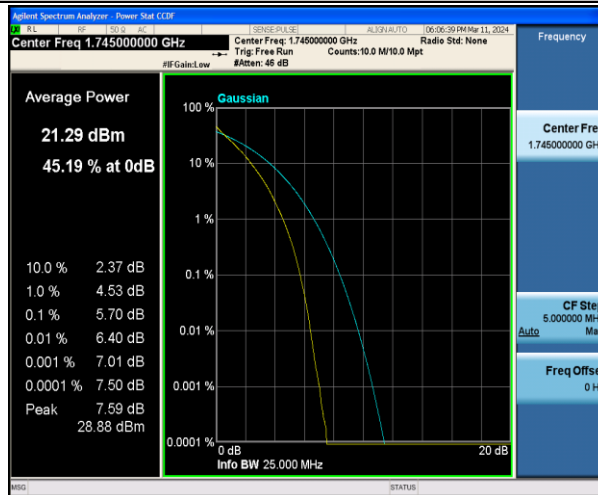 Agilent Spectrum Analyzer - Power Stat CCDF
RL RF 50 Ω AC SENSE:PULSE ALIGN AUTO 06:06:39 PM Mar 11, 2024
Center Freq 1.745000000 GHz
Center Freq: 1.745000000 GHz Radio Std: None
Trig: Free Run Counts:10.0 M/10.0 Mpt
#IFGain:Low #Atten: 46 dB
Frequency
Average Power
21.29 dBm
45.19 % at 0dB
10.0 % 2.37 dB
1.0 % 4.53 dB
0.1 % 5.70 dB
0.01 % 6.40 dB
0.001 % 7.01 dB
0.0001 % 7.50 dB
Peak 7.59 dB
28.88 dBm
Gaussian
100 %
10 %
1 %
0.1 %
0.01 %
0.001 %
0.0001 %
0 dB 20 dB
Info BW 25.000 MHz
Center Fre
1.745000000 GH
CF Ste
5.000000 MH
Auto Ma
Freq Offse
0 H
MSG STATUS